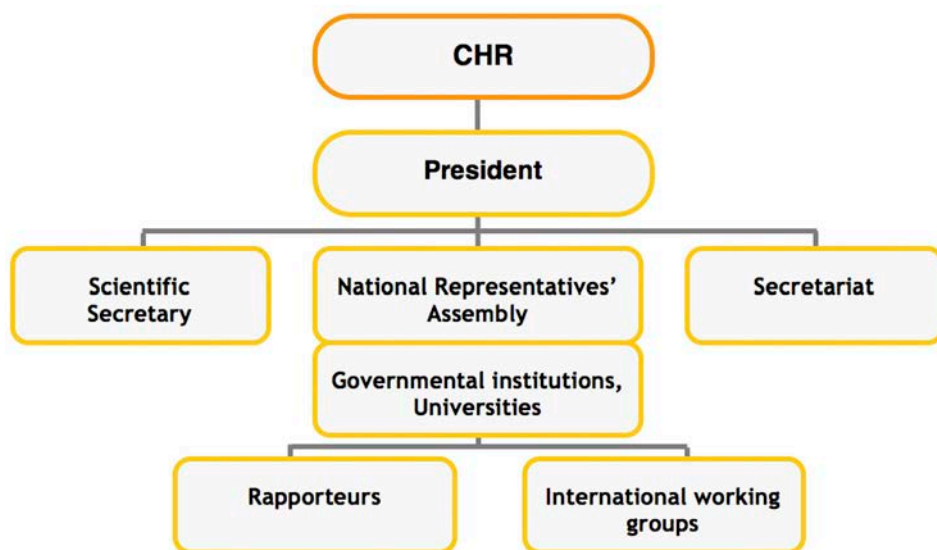 CHR
President
Scientific
Secretary
National Representatives’
Assembly
Secretariat
Governmental institutions,
Universities
Rapporteurs
International working
groups